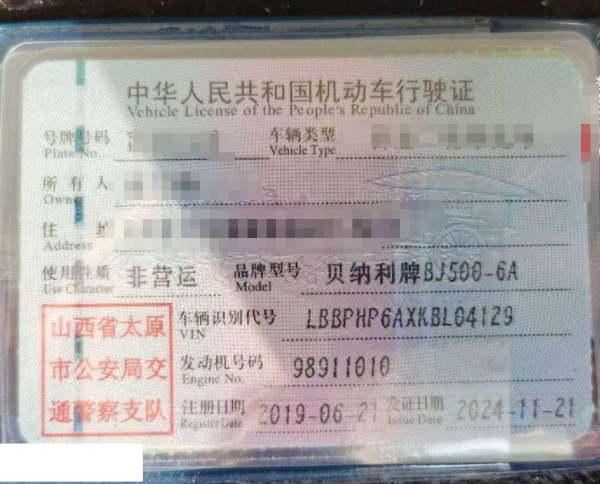 中华人民共和国机动车行驶证
Vehicle License of the People's Republic of China
号牌号码 车辆类型
Plate No. Vehicle Type
所有人
Owner
住址
Address
使用性质 非营运 品牌型号 贝纳利牌BJ500-6A
Use Character Model
山西省太原
市公安局交
通警察支队
车辆识别代号 LBBPHP6AXKBL04129
VIN
发动机号码 98911010
Engine No.
注册日期 2019-06-21 发证日期 2024-11-21
Register Date Issue Date